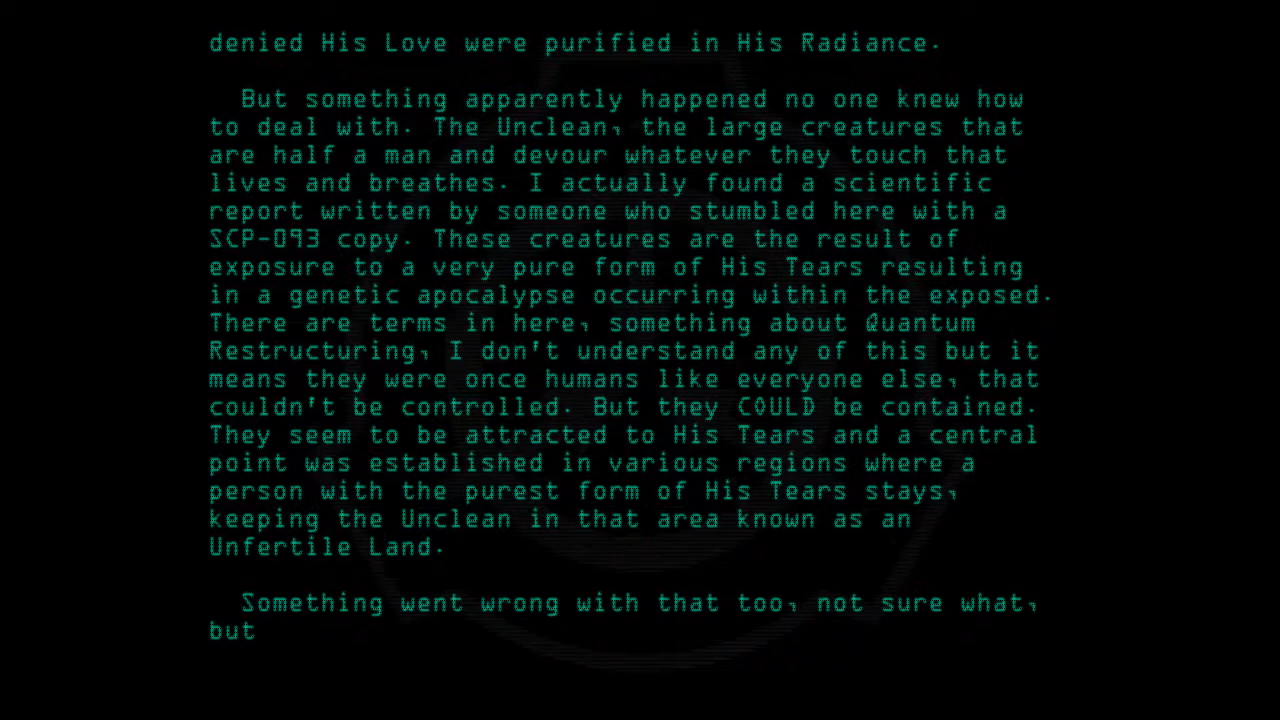 denied His Love were purified in His Radiance.
But something apparently happened no one knew how
to deal with. The Unclean, the large creatures that
are half a man and devour whatever they touch that
lives and breathes. I actually found a scientific
report written by someone who stumbled here with a
SCP-093 copy. These creatures are the result of
exposure to a very pure form of His Tears resulting
in a genetic apocalypse occurring within the exposed.
There are terms in here, something about Quantum
Restructuring, I don't understand any of this but it
means they were once humans like everyone else, that
couldn't be controlled. But they COULD be contained.
They seem to be attracted to His Tears and a central
point was established in various regions where a
person with the purest form of His Tears stays,
keeping the Unclean in that area known as an
Unfertile Land.
Something went wrong with that too, not sure what,
but